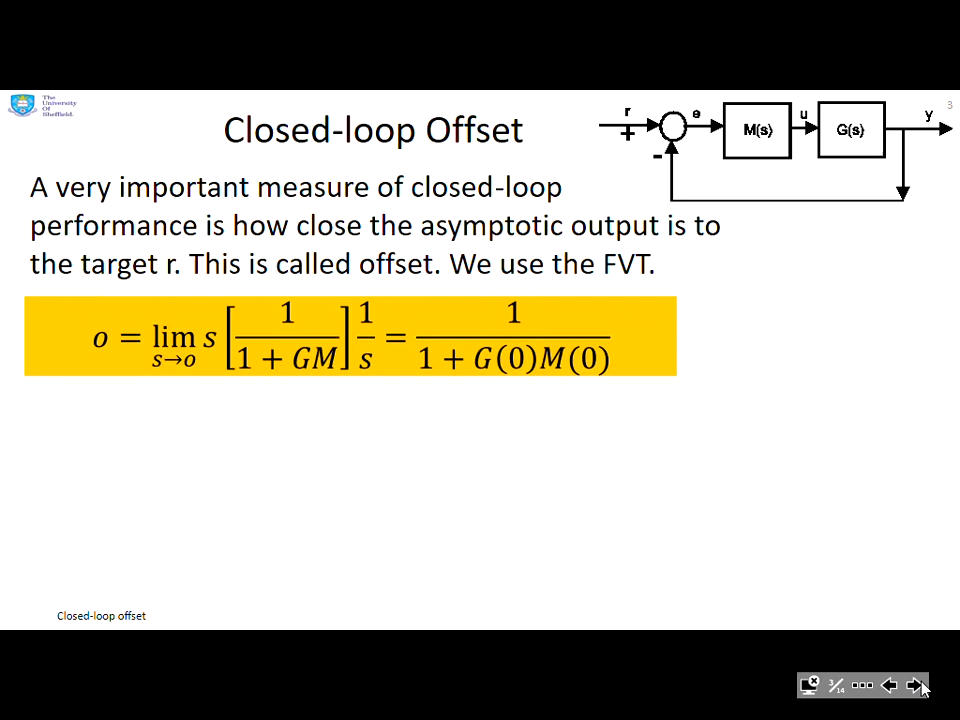 The
University
Of
Sheffield.
3
Closed-loop Offset
r
+
-
e
M(s)
u
G(s)
y
A very important measure of closed-loop
performance is how close the asymptotic output is to
the target r. This is called offset. We use the FVT.
o = lim s→o s [ 1 / 1 + GM ] 1 / s = 1 / 1 + G(0)M(0)
Closed-loop offset
3/14